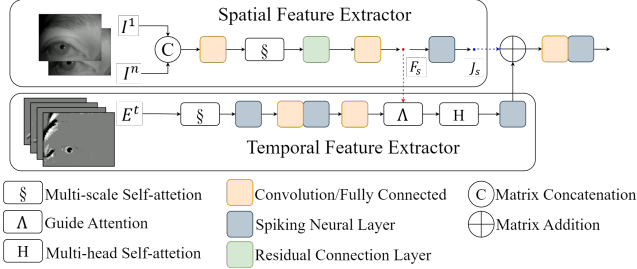 Spatial Feature Extractor
I¹
C
§
Iⁿ
Fₛ
Jₛ
Eᵗ
§
Λ
H
Temporal Feature Extractor
§ Multi-scale Self-attetion
Convolution/Fully Connected
C Matrix Concatenation
Λ Guide Attention
Spiking Neural Layer
Matrix Addition
H Multi-head Self-attetion
Residual Connection Layer